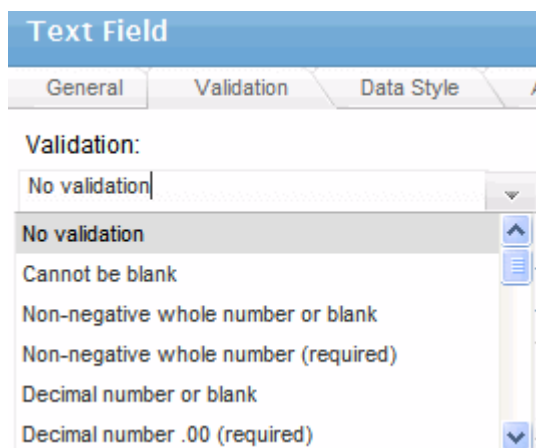 Text Field
General Validation Data Style
Validation:
No validation
No validation
Cannot be blank
Non-negative whole number or blank
Non-negative whole number (required)
Decimal number or blank
Decimal number .00 (required)